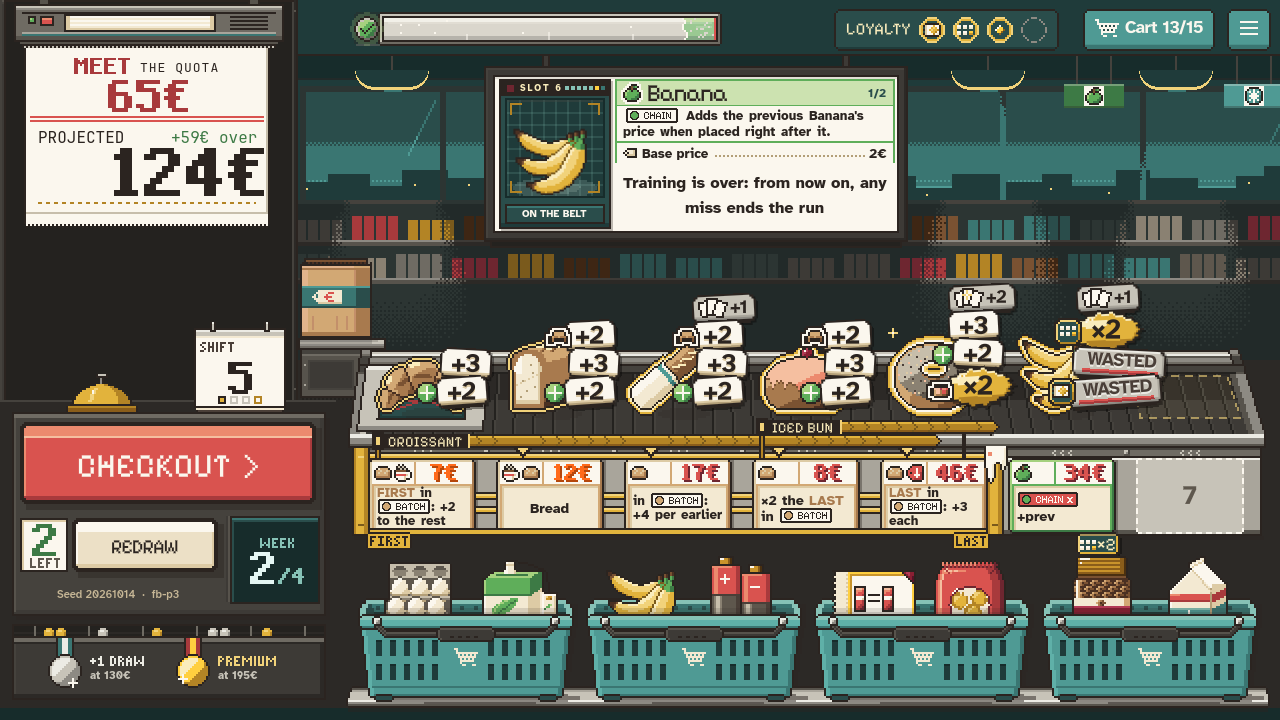 MEET THE QUOTA
65€
PROJECTED +59€ over
124€
SHIFT
5
CHECKOUT >
2
LEFT
REDRAW
WEEK
2/4
Seed 20261014 · fb-p3
+1 DRAW
at 130€
PREMIUM
at 195€
LOYALTY
Cart 13/15
SLOT 6
ON THE BELT
Banana 1/2
CHAIN Adds the previous Banana's
price when placed right after it.
Base price 2€
Training is over: from now on, any
miss ends the run
+3
+2
+2
+3
+2
+1
+2
+3
+2
+2
+3
+2
+2
+3
+2
×2
+1
×2
WASTED
WASTED
ICED BUN
CROISSANT
7€
FIRST in
BATCH: +2
to the rest
12€
Bread
17€
in BATCH:
+4 per earlier
8€
×2 the LAST
in BATCH
46€
LAST in
BATCH: +3
each
34€
CHAIN x
+prev
7
FIRST
LAST
×2